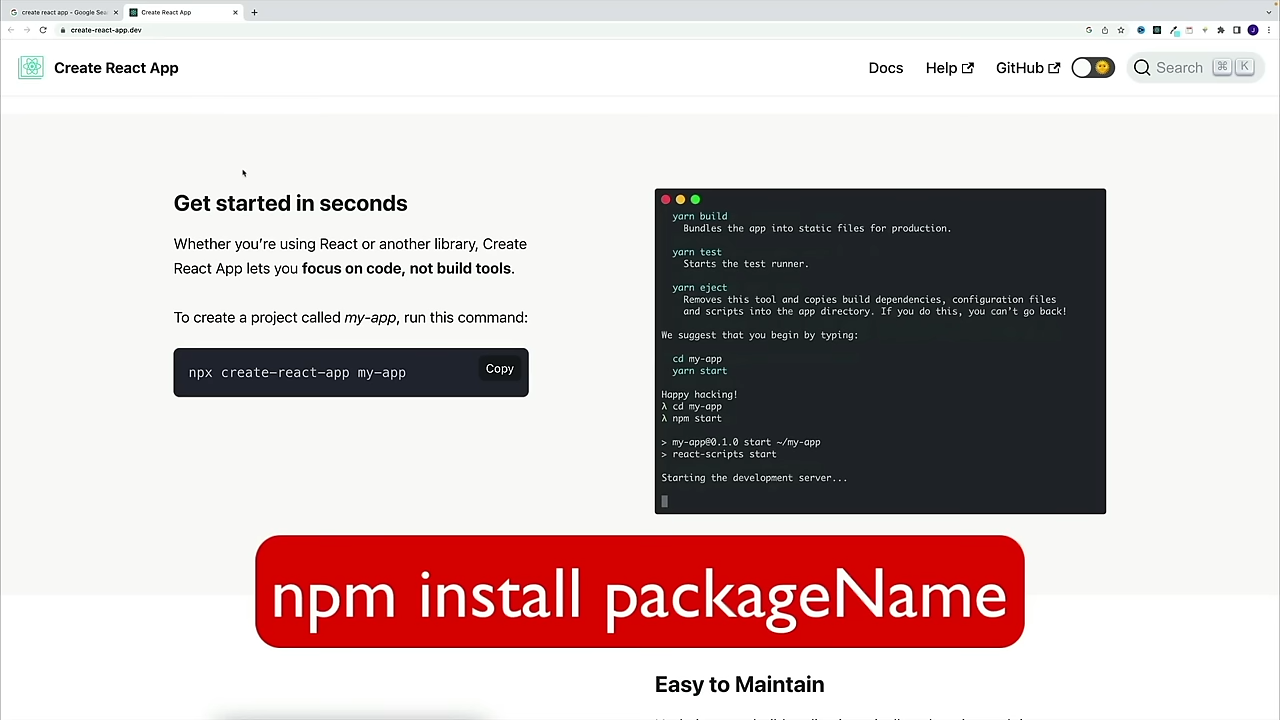 create react app - Google Sea
Create React App
create-react-app.dev
J
Create React App
Docs
Help
GitHub
Search
⌘
K
Get started in seconds
Whether you’re using React or another library, Create
React App lets you focus on code, not build tools.
To create a project called my-app, run this command:
npx create-react-app my-app
Copy
yarn build
Bundles the app into static files for production.
yarn test
Starts the test runner.
yarn eject
Removes this tool and copies build dependencies, configuration files
and scripts into the app directory. If you do this, you can’t go back!
We suggest that you begin by typing:
cd my-app
yarn start
Happy hacking!
λ cd my-app
λ npm start
> my-app@0.1.0 start ~/my-app
> react-scripts start
Starting the development server...
npm install packageName
Easy to Maintain